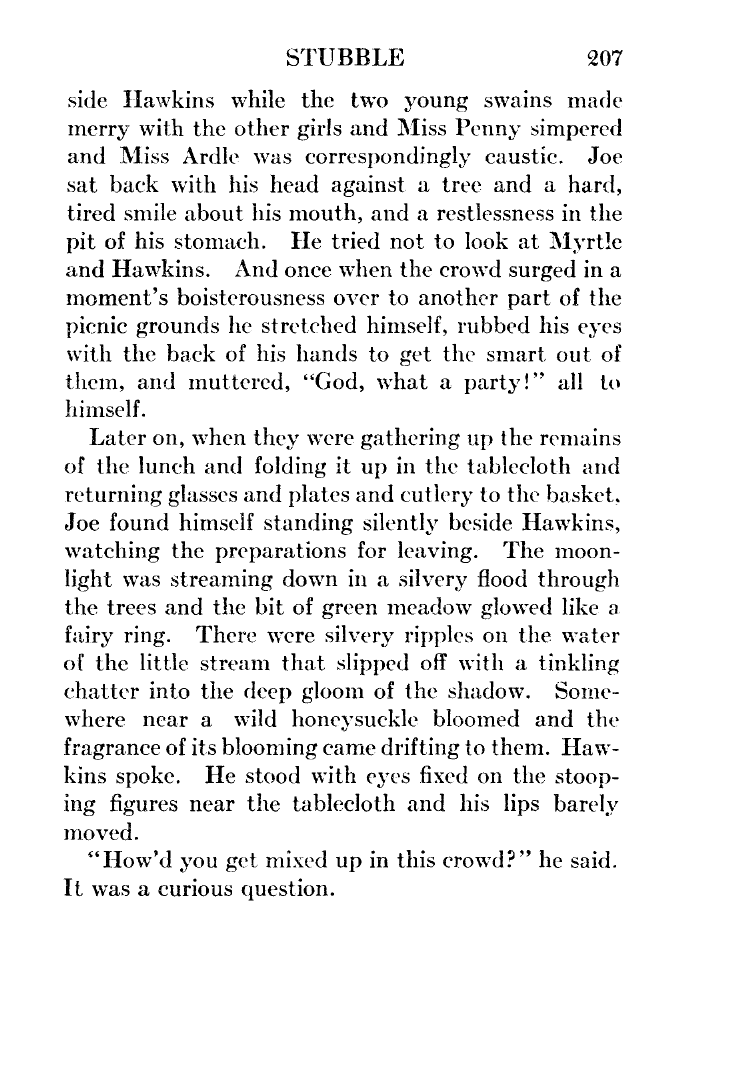 STUBBLE 207
side Hawkins while the two young swains made
merry with the other girls and Miss Penny simpered
and Miss Ardle was correspondingly caustic. Joe
sat back with his head against a tree and a hard,
tired smile about his mouth, and a restlessness in the
pit of his stomach. He tried not to look at Myrtle
and Hawkins. And once when the crowd surged in a
moment's boisterousness over to another part of the
picnic grounds he stretched himself, rubbed his eyes
with the back of his hands to get the smart out of
them, and muttered, “God, what a party!” all to
himself.
Later on, when they were gathering up the remains
of the lunch and folding it up in the tablecloth and
returning glasses and plates and cutlery to the basket,
Joe found himself standing silently beside Hawkins,
watching the preparations for leaving. The moon-
light was streaming down in a silvery flood through
the trees and the bit of green meadow glowed like a
fairy ring. There were silvery ripples on the water
of the little stream that slipped off with a tinkling
chatter into the deep gloom of the shadow. Some-
where near a wild honeysuckle bloomed and the
fragrance of its blooming came drifting to them. Haw-
kins spoke. He stood with eyes fixed on the stoop-
ing figures near the tablecloth and his lips barely
moved.
“How'd you get mixed up in this crowd?” he said.
It was a curious question.